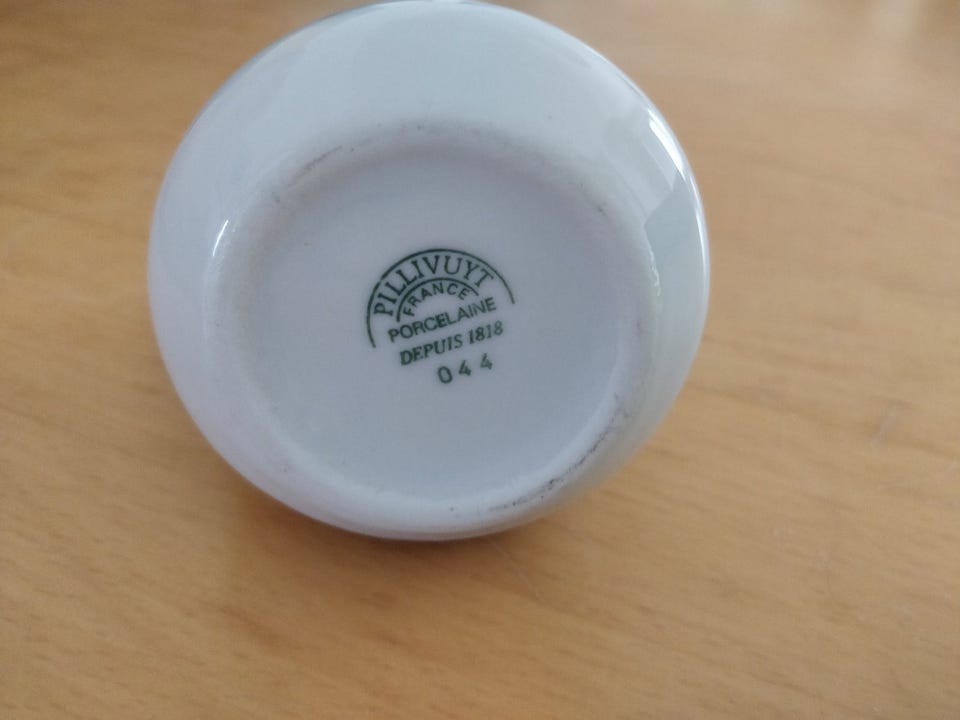 PILLIVUYT
FRANCE
PORCELAINE
DEPUIS 1818
044